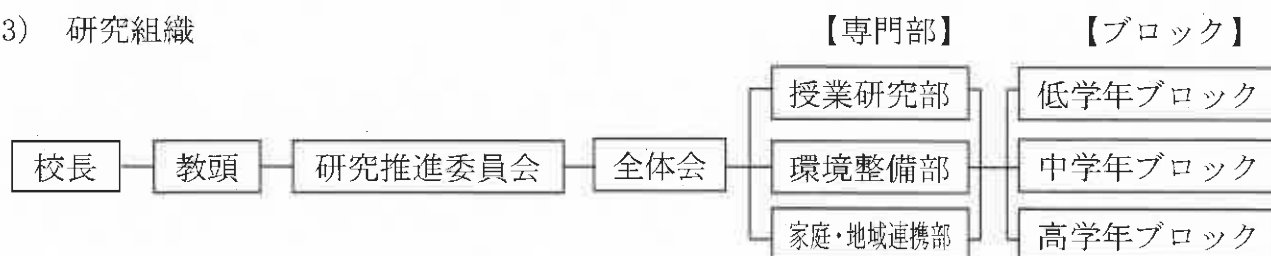 3) 研究組織
【専門部】 【ブロック】
授業研究部 低学年ブロック
校長 教頭 研究推進委員会 全体会 環境整備部 中学年ブロック
家庭・地域連携部 高学年ブロック